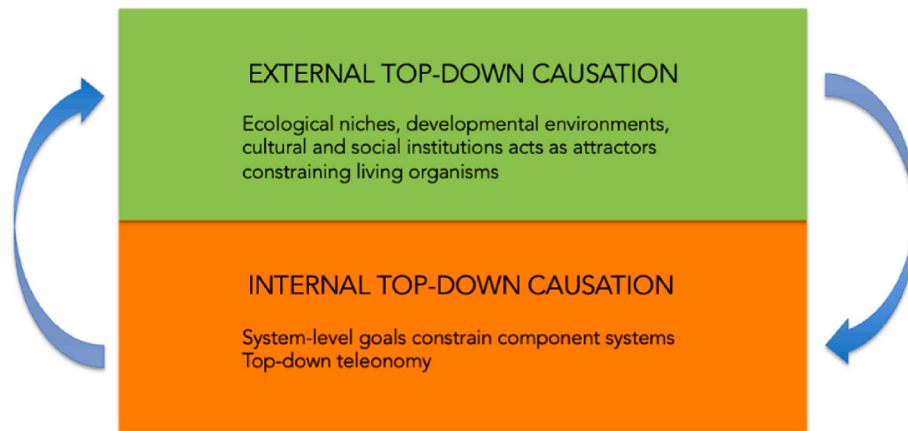 EXTERNAL TOP-DOWN CAUSATION
Ecological niches, developmental environments,
cultural and social institutions acts as attractors
constraining living organisms
INTERNAL TOP-DOWN CAUSATION
System-level goals constrain component systems
Top-down teleonomy